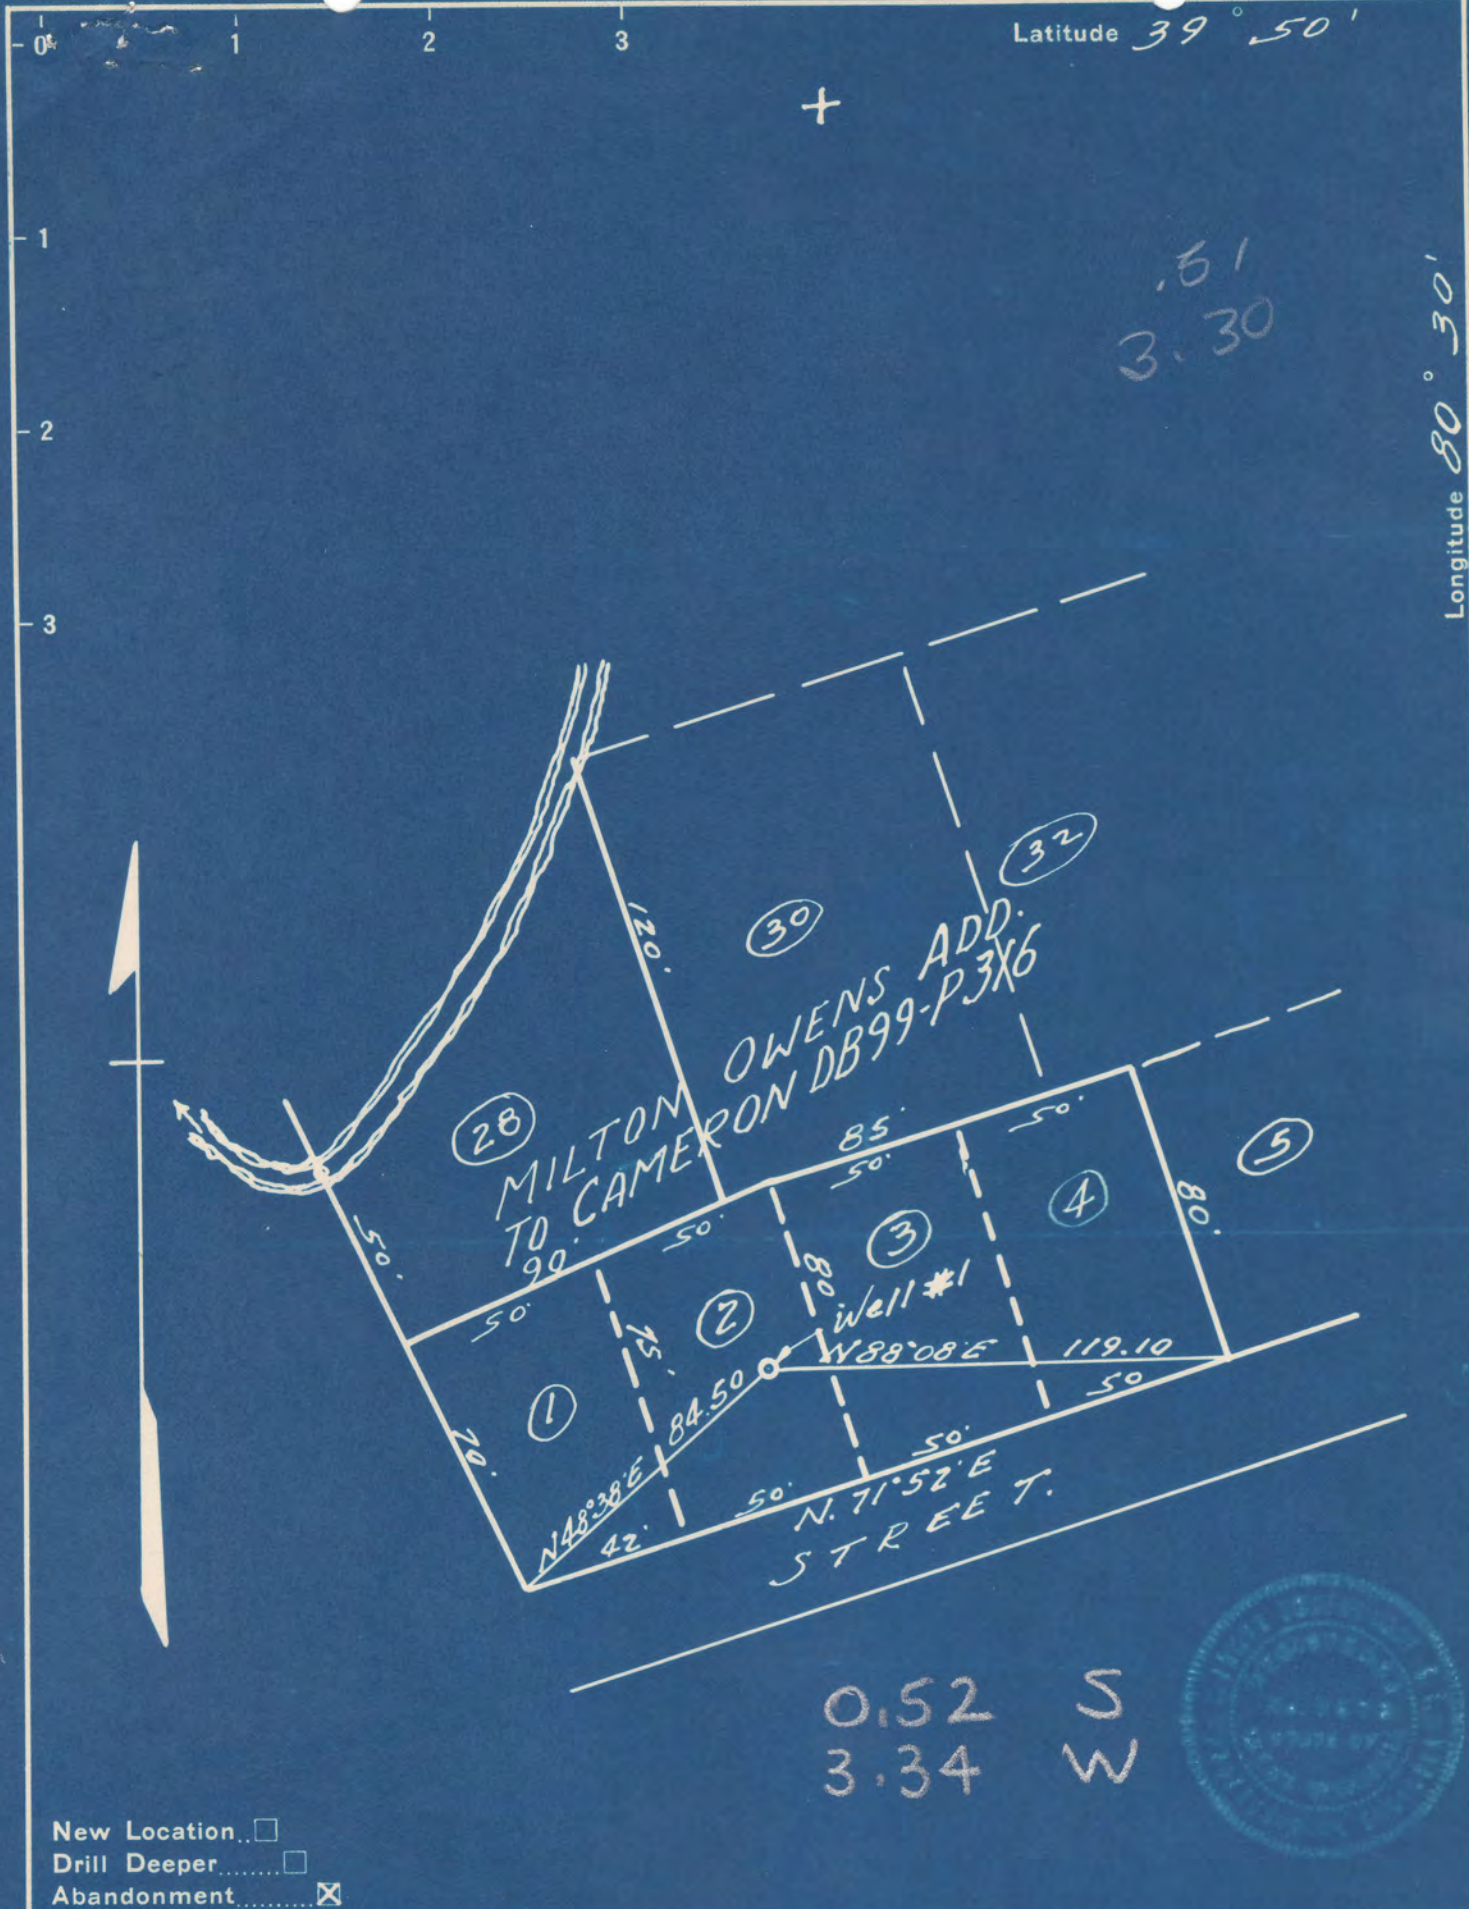 0 1 2 3
Latitude 39° 50'
1
2
3
Longitude 80° 30'
.51
3.30
32
30
120'
MILTON OWENS ADD.
TO CAMERON DB99-P3X6
28
85'
50'
50'
5
4
80'
50'
90'
50'
50'
3
80'
Well #1
2
75'
N88°08'E 119.10
50
1
84.50
N48°38'E
70'
42'
50'
50'
N. 71°52'E
STREET.
0.52 S
3.34 W
New Location..
Drill Deeper.......
Abandonment.........